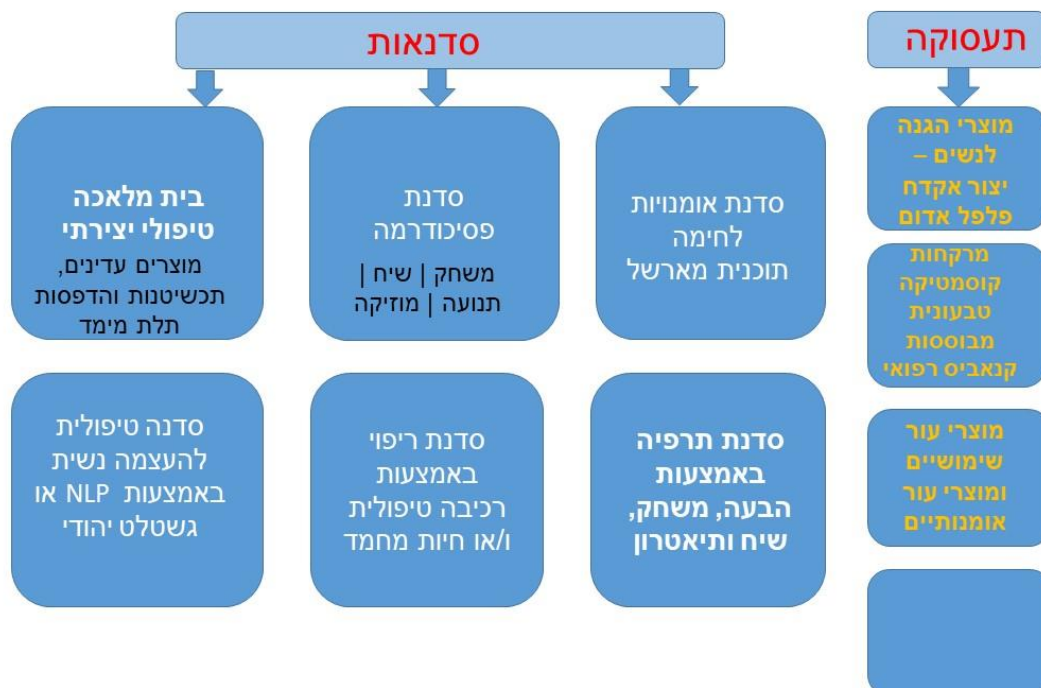 תעסוקה
מוצרי הגנה
לנשים –
יצור אקדח
פלפל אדום
מרקחות
קוסמטיקה
טבעונית
מבוססות
קנאביס רפואי
מוצרי עור
שימושיים
ומוצרי עור
אומנותיים
סדנאות
סדנת אומנויות
לחימה
תוכנית מארשל
סדנת
פסיכודרמה
משחק | שיח |
תנועה | מוזיקה
בית מלאכה
טיפולי יצירתי
מוצרים עדינים,
תכשיטנות והדפסות
תלת מימד
סדנת תרפיה
באמצעות
הבעה, משחק,
שיח ותיאטרון
סדנת ריפוי
באמצעות
רכיבה טיפולית
ו/או חיות מחמד
סדנה טיפולית
להעצמה נשית
באמצעות NLP או
גשטלט יהודי